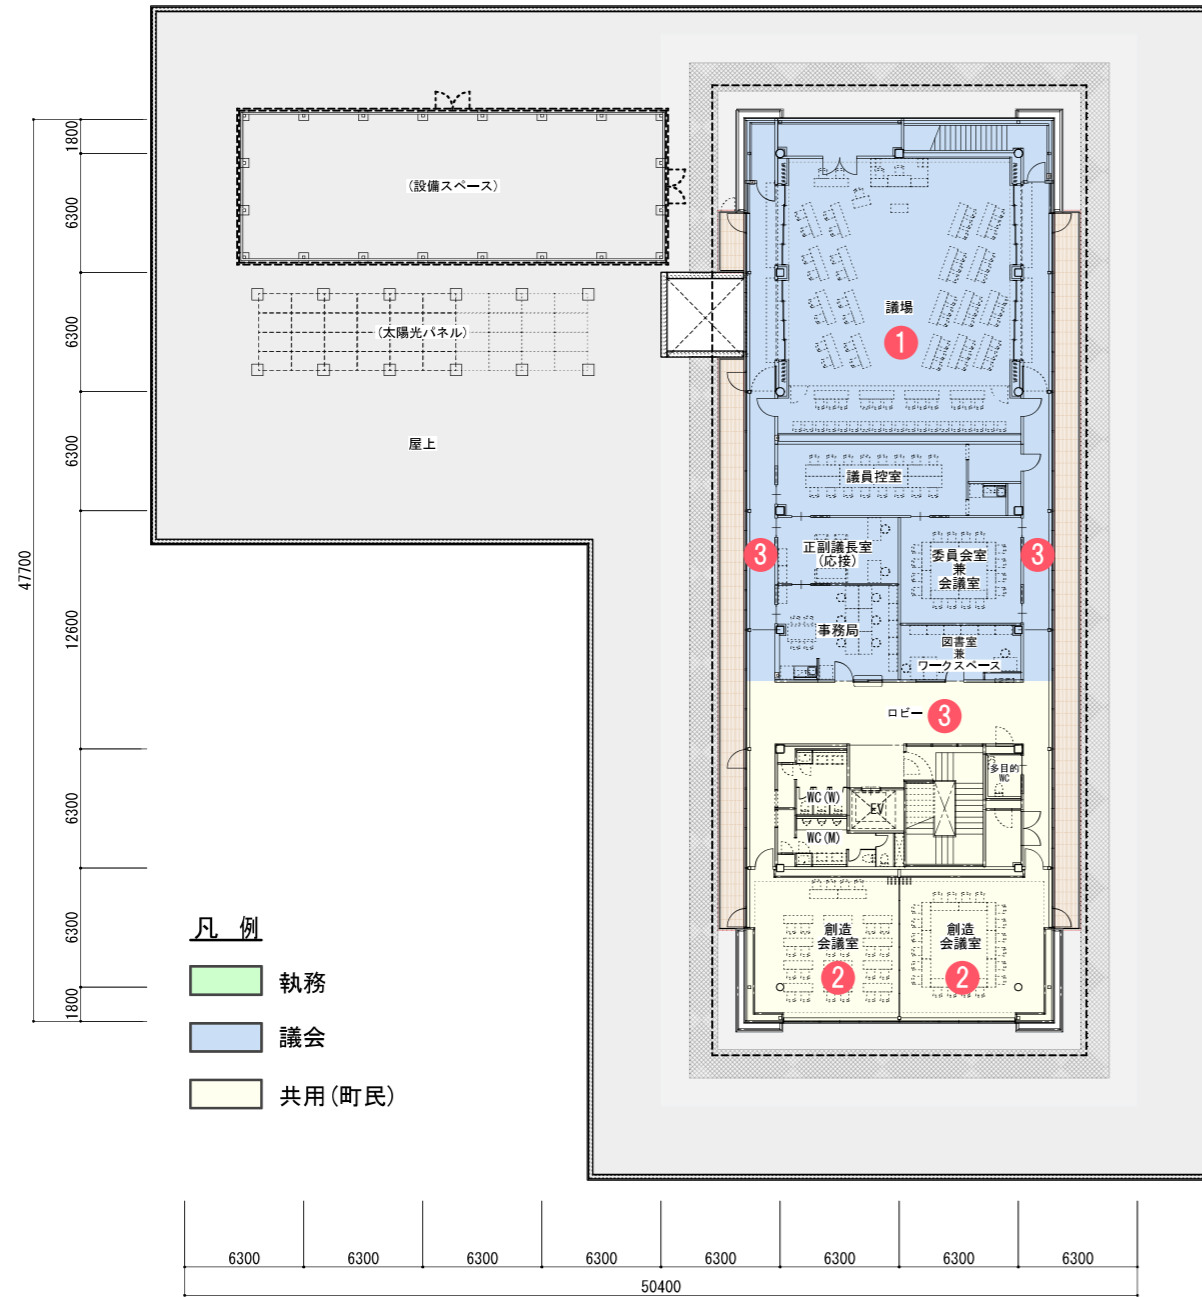 1800
6300
6300
6300
12600
6300
6300
1800
47700
(設備スペース)
(太陽光パネル)
屋上
議場
1
議員控室
正副議長室
(応接)
委員会室
兼
会議室
3
3
事務局
図書室
兼
ワークスペース
ロビー
3
多目的
WC
WC(W)
EV
WC(M)
創造
会議室
2
創造
会議室
2
凡 例
執務
議会
共用(町民)
6300
6300
6300
6300
6300
6300
6300
6300
50400